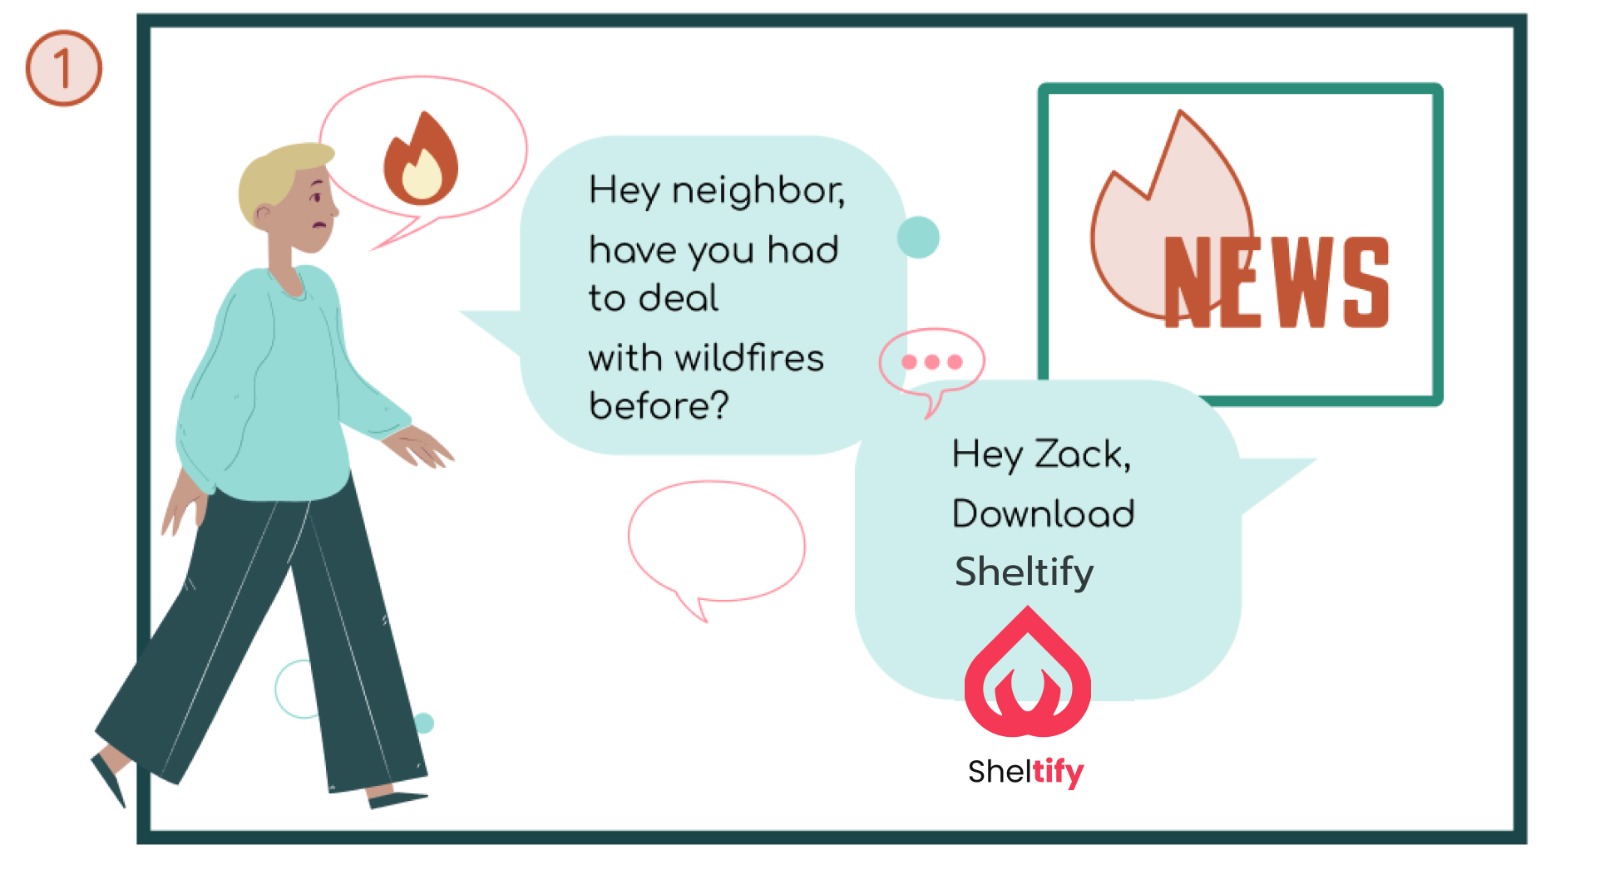 1
Hey neighbor,
have you had
to deal
with wildfires
before?
NEWS
Hey Zack,
Download
Sheltify
Sheltify